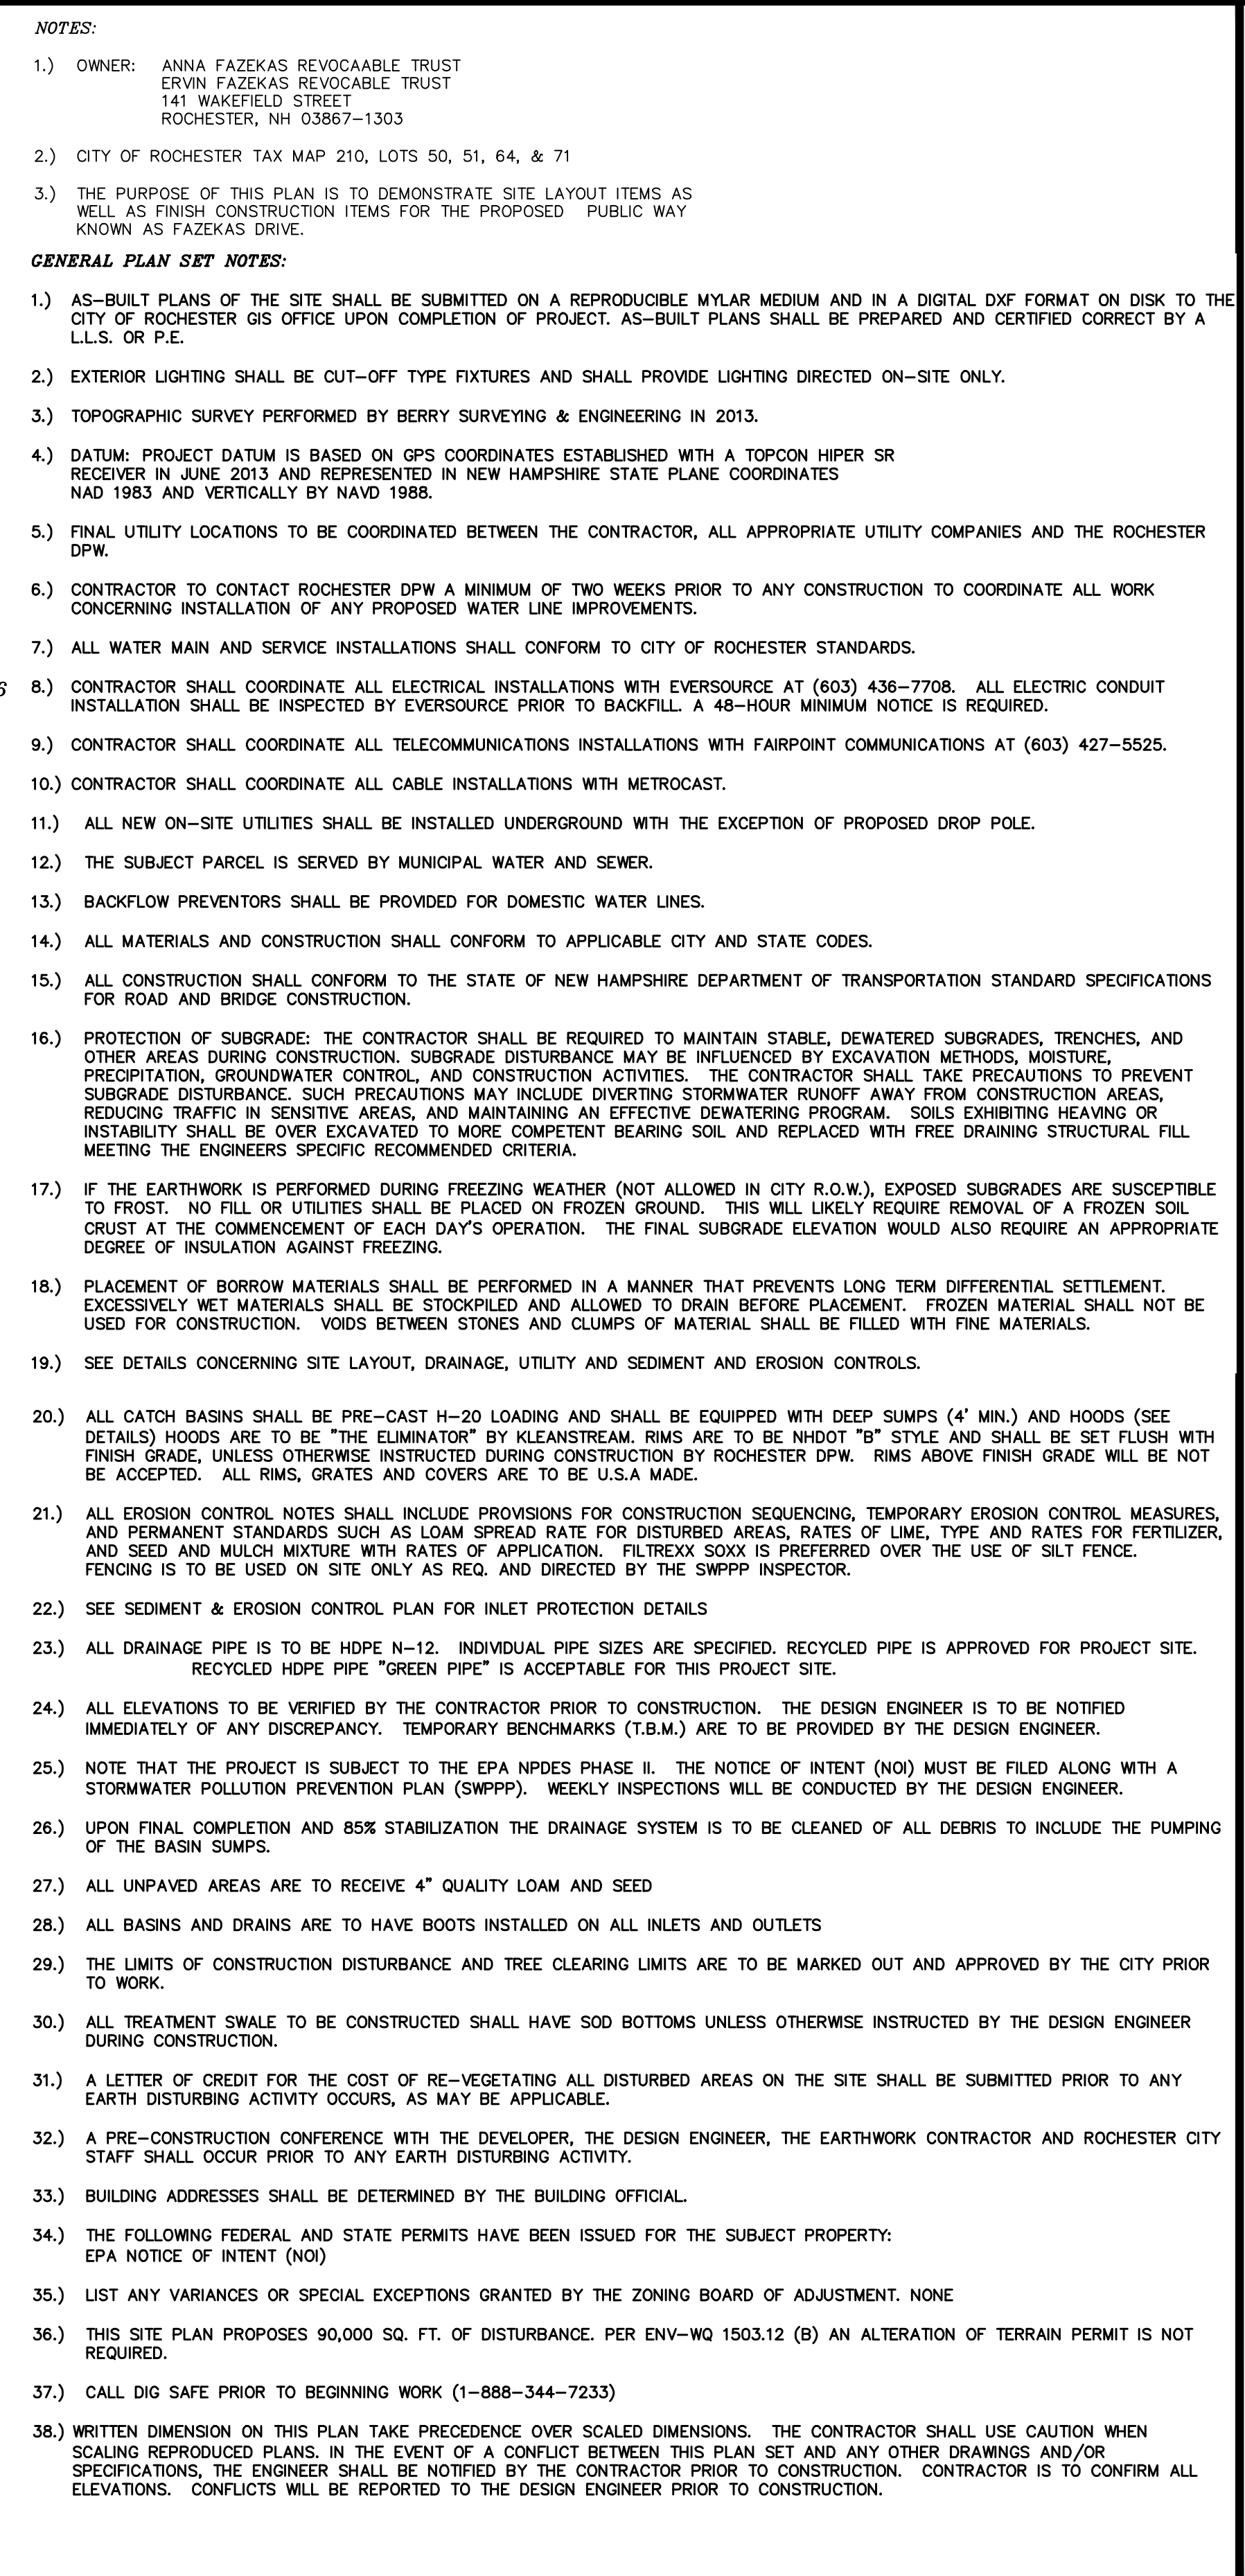 NOTES:
1.) OWNER: ANNA FAZEKAS REVOCAABLE TRUST
ERVIN FAZEKAS REVOCABLE TRUST
141 WAKEFIELD STREET
ROCHESTER, NH 03867-1303
2.) CITY OF ROCHESTER TAX MAP 210, LOTS 50, 51, 64, & 71
3.) THE PURPOSE OF THIS PLAN IS TO DEMONSTRATE SITE LAYOUT ITEMS AS
WELL AS FINISH CONSTRUCTION ITEMS FOR THE PROPOSED PUBLIC WAY
KNOWN AS FAZEKAS DRIVE.
GENERAL PLAN SET NOTES:
1.) AS-BUILT PLANS OF THE SITE SHALL BE SUBMITTED ON A REPRODUCIBLE MYLAR MEDIUM AND IN A DIGITAL DXF FORMAT ON DISK TO THE
CITY OF ROCHESTER GIS OFFICE UPON COMPLETION OF PROJECT. AS-BUILT PLANS SHALL BE PREPARED AND CERTIFIED CORRECT BY A
L.L.S. OR P.E.
2.) EXTERIOR LIGHTING SHALL BE CUT-OFF TYPE FIXTURES AND SHALL PROVIDE LIGHTING DIRECTED ON-SITE ONLY.
3.) TOPOGRAPHIC SURVEY PERFORMED BY BERRY SURVEYING & ENGINEERING IN 2013.
4.) DATUM: PROJECT DATUM IS BASED ON GPS COORDINATES ESTABLISHED WITH A TOPCON HIPER SR
RECEIVER IN JUNE 2013 AND REPRESENTED IN NEW HAMPSHIRE STATE PLANE COORDINATES
NAD 1983 AND VERTICALLY BY NAVD 1988.
5.) FINAL UTILITY LOCATIONS TO BE COORDINATED BETWEEN THE CONTRACTOR, ALL APPROPRIATE UTILITY COMPANIES AND THE ROCHESTER
DPW.
6.) CONTRACTOR TO CONTACT ROCHESTER DPW A MINIMUM OF TWO WEEKS PRIOR TO ANY CONSTRUCTION TO COORDINATE ALL WORK
CONCERNING INSTALLATION OF ANY PROPOSED WATER LINE IMPROVEMENTS.
7.) ALL WATER MAIN AND SERVICE INSTALLATIONS SHALL CONFORM TO CITY OF ROCHESTER STANDARDS.
6 8.) CONTRACTOR SHALL COORDINATE ALL ELECTRICAL INSTALLATIONS WITH EVERSOURCE AT (603) 436-7708. ALL ELECTRIC CONDUIT
INSTALLATION SHALL BE INSPECTED BY EVERSOURCE PRIOR TO BACKFILL. A 48-HOUR MINIMUM NOTICE IS REQUIRED.
9.) CONTRACTOR SHALL COORDINATE ALL TELECOMMUNICATIONS INSTALLATIONS WITH FAIRPOINT COMMUNICATIONS AT (603) 427-5525.
10.) CONTRACTOR SHALL COORDINATE ALL CABLE INSTALLATIONS WITH METROCAST.
11.) ALL NEW ON-SITE UTILITIES SHALL BE INSTALLED UNDERGROUND WITH THE EXCEPTION OF PROPOSED DROP POLE.
12.) THE SUBJECT PARCEL IS SERVED BY MUNICIPAL WATER AND SEWER.
13.) BACKFLOW PREVENTORS SHALL BE PROVIDED FOR DOMESTIC WATER LINES.
14.) ALL MATERIALS AND CONSTRUCTION SHALL CONFORM TO APPLICABLE CITY AND STATE CODES.
15.) ALL CONSTRUCTION SHALL CONFORM TO THE STATE OF NEW HAMPSHIRE DEPARTMENT OF TRANSPORTATION STANDARD SPECIFICATIONS
FOR ROAD AND BRIDGE CONSTRUCTION.
16.) PROTECTION OF SUBGRADE: THE CONTRACTOR SHALL BE REQUIRED TO MAINTAIN STABLE, DEWATERED SUBGRADES, TRENCHES, AND
OTHER AREAS DURING CONSTRUCTION. SUBGRADE DISTURBANCE MAY BE INFLUENCED BY EXCAVATION METHODS, MOISTURE,
PRECIPITATION, GROUNDWATER CONTROL, AND CONSTRUCTION ACTIVITIES. THE CONTRACTOR SHALL TAKE PRECAUTIONS TO PREVENT
SUBGRADE DISTURBANCE. SUCH PRECAUTIONS MAY INCLUDE DIVERTING STORMWATER RUNOFF AWAY FROM CONSTRUCTION AREAS,
REDUCING TRAFFIC IN SENSITIVE AREAS, AND MAINTAINING AN EFFECTIVE DEWATERING PROGRAM. SOILS EXHIBITING HEAVING OR
INSTABILITY SHALL BE OVER EXCAVATED TO MORE COMPETENT BEARING SOIL AND REPLACED WITH FREE DRAINING STRUCTURAL FILL
MEETING THE ENGINEERS SPECIFIC RECOMMENDED CRITERIA.
17.) IF THE EARTHWORK IS PERFORMED DURING FREEZING WEATHER (NOT ALLOWED IN CITY R.O.W.), EXPOSED SUBGRADES ARE SUSCEPTIBLE
TO FROST. NO FILL OR UTILITIES SHALL BE PLACED ON FROZEN GROUND. THIS WILL LIKELY REQUIRE REMOVAL OF A FROZEN SOIL
CRUST AT THE COMMENCEMENT OF EACH DAY'S OPERATION. THE FINAL SUBGRADE ELEVATION WOULD ALSO REQUIRE AN APPROPRIATE
DEGREE OF INSULATION AGAINST FREEZING.
18.) PLACEMENT OF BORROW MATERIALS SHALL BE PERFORMED IN A MANNER THAT PREVENTS LONG TERM DIFFERENTIAL SETTLEMENT.
EXCESSIVELY WET MATERIALS SHALL BE STOCKPILED AND ALLOWED TO DRAIN BEFORE PLACEMENT. FROZEN MATERIAL SHALL NOT BE
USED FOR CONSTRUCTION. VOIDS BETWEEN STONES AND CLUMPS OF MATERIAL SHALL BE FILLED WITH FINE MATERIALS.
19.) SEE DETAILS CONCERNING SITE LAYOUT, DRAINAGE, UTILITY AND SEDIMENT AND EROSION CONTROLS.
20.) ALL CATCH BASINS SHALL BE PRE-CAST H-20 LOADING AND SHALL BE EQUIPPED WITH DEEP SUMPS (4' MIN.) AND HOODS (SEE
DETAILS) HOODS ARE TO BE "THE ELIMINATOR" BY KLEANSTREAM. RIMS ARE TO BE NHDOT "B" STYLE AND SHALL BE SET FLUSH WITH
FINISH GRADE, UNLESS OTHERWISE INSTRUCTED DURING CONSTRUCTION BY ROCHESTER DPW. RIMS ABOVE FINISH GRADE WILL BE NOT
BE ACCEPTED. ALL RIMS, GRATES AND COVERS ARE TO BE U.S.A MADE.
21.) ALL EROSION CONTROL NOTES SHALL INCLUDE PROVISIONS FOR CONSTRUCTION SEQUENCING, TEMPORARY EROSION CONTROL MEASURES,
AND PERMANENT STANDARDS SUCH AS LOAM SPREAD RATE FOR DISTURBED AREAS, RATES OF LIME, TYPE AND RATES FOR FERTILIZER,
AND SEED AND MULCH MIXTURE WITH RATES OF APPLICATION. FILTREXX SOXX IS PREFERRED OVER THE USE OF SILT FENCE.
FENCING IS TO BE USED ON SITE ONLY AS REQ. AND DIRECTED BY THE SWPPP INSPECTOR.
22.) SEE SEDIMENT & EROSION CONTROL PLAN FOR INLET PROTECTION DETAILS
23.) ALL DRAINAGE PIPE IS TO BE HDPE N-12. INDIVIDUAL PIPE SIZES ARE SPECIFIED. RECYCLED PIPE IS APPROVED FOR PROJECT SITE.
RECYCLED HDPE PIPE "GREEN PIPE" IS ACCEPTABLE FOR THIS PROJECT SITE.
24.) ALL ELEVATIONS TO BE VERIFIED BY THE CONTRACTOR PRIOR TO CONSTRUCTION. THE DESIGN ENGINEER IS TO BE NOTIFIED
IMMEDIATELY OF ANY DISCREPANCY. TEMPORARY BENCHMARKS (T.B.M.) ARE TO BE PROVIDED BY THE DESIGN ENGINEER.
25.) NOTE THAT THE PROJECT IS SUBJECT TO THE EPA NPDES PHASE II. THE NOTICE OF INTENT (NOI) MUST BE FILED ALONG WITH A
STORMWATER POLLUTION PREVENTION PLAN (SWPPP). WEEKLY INSPECTIONS WILL BE CONDUCTED BY THE DESIGN ENGINEER.
26.) UPON FINAL COMPLETION AND 85% STABILIZATION THE DRAINAGE SYSTEM IS TO BE CLEANED OF ALL DEBRIS TO INCLUDE THE PUMPING
OF THE BASIN SUMPS.
27.) ALL UNPAVED AREAS ARE TO RECEIVE 4" QUALITY LOAM AND SEED
28.) ALL BASINS AND DRAINS ARE TO HAVE BOOTS INSTALLED ON ALL INLETS AND OUTLETS
29.) THE LIMITS OF CONSTRUCTION DISTURBANCE AND TREE CLEARING LIMITS ARE TO BE MARKED OUT AND APPROVED BY THE CITY PRIOR
TO WORK.
30.) ALL TREATMENT SWALE TO BE CONSTRUCTED SHALL HAVE SOD BOTTOMS UNLESS OTHERWISE INSTRUCTED BY THE DESIGN ENGINEER
DURING CONSTRUCTION.
31.) A LETTER OF CREDIT FOR THE COST OF RE-VEGETATING ALL DISTURBED AREAS ON THE SITE SHALL BE SUBMITTED PRIOR TO ANY
EARTH DISTURBING ACTIVITY OCCURS, AS MAY BE APPLICABLE.
32.) A PRE-CONSTRUCTION CONFERENCE WITH THE DEVELOPER, THE DESIGN ENGINEER, THE EARTHWORK CONTRACTOR AND ROCHESTER CITY
STAFF SHALL OCCUR PRIOR TO ANY EARTH DISTURBING ACTIVITY.
33.) BUILDING ADDRESSES SHALL BE DETERMINED BY THE BUILDING OFFICIAL.
34.) THE FOLLOWING FEDERAL AND STATE PERMITS HAVE BEEN ISSUED FOR THE SUBJECT PROPERTY:
EPA NOTICE OF INTENT (NOI)
35.) LIST ANY VARIANCES OR SPECIAL EXCEPTIONS GRANTED BY THE ZONING BOARD OF ADJUSTMENT. NONE
36.) THIS SITE PLAN PROPOSES 90,000 SQ. FT. OF DISTURBANCE. PER ENV-WQ 1503.12 (B) AN ALTERATION OF TERRAIN PERMIT IS NOT
REQUIRED.
37.) CALL DIG SAFE PRIOR TO BEGINNING WORK (1-888-344-7233)
38.) WRITTEN DIMENSION ON THIS PLAN TAKE PRECEDENCE OVER SCALED DIMENSIONS. THE CONTRACTOR SHALL USE CAUTION WHEN
SCALING REPRODUCED PLANS. IN THE EVENT OF A CONFLICT BETWEEN THIS PLAN SET AND ANY OTHER DRAWINGS AND/OR
SPECIFICATIONS, THE ENGINEER SHALL BE NOTIFIED BY THE CONTRACTOR PRIOR TO CONSTRUCTION. CONTRACTOR IS TO CONFIRM ALL
ELEVATIONS. CONFLICTS WILL BE REPORTED TO THE DESIGN ENGINEER PRIOR TO CONSTRUCTION.